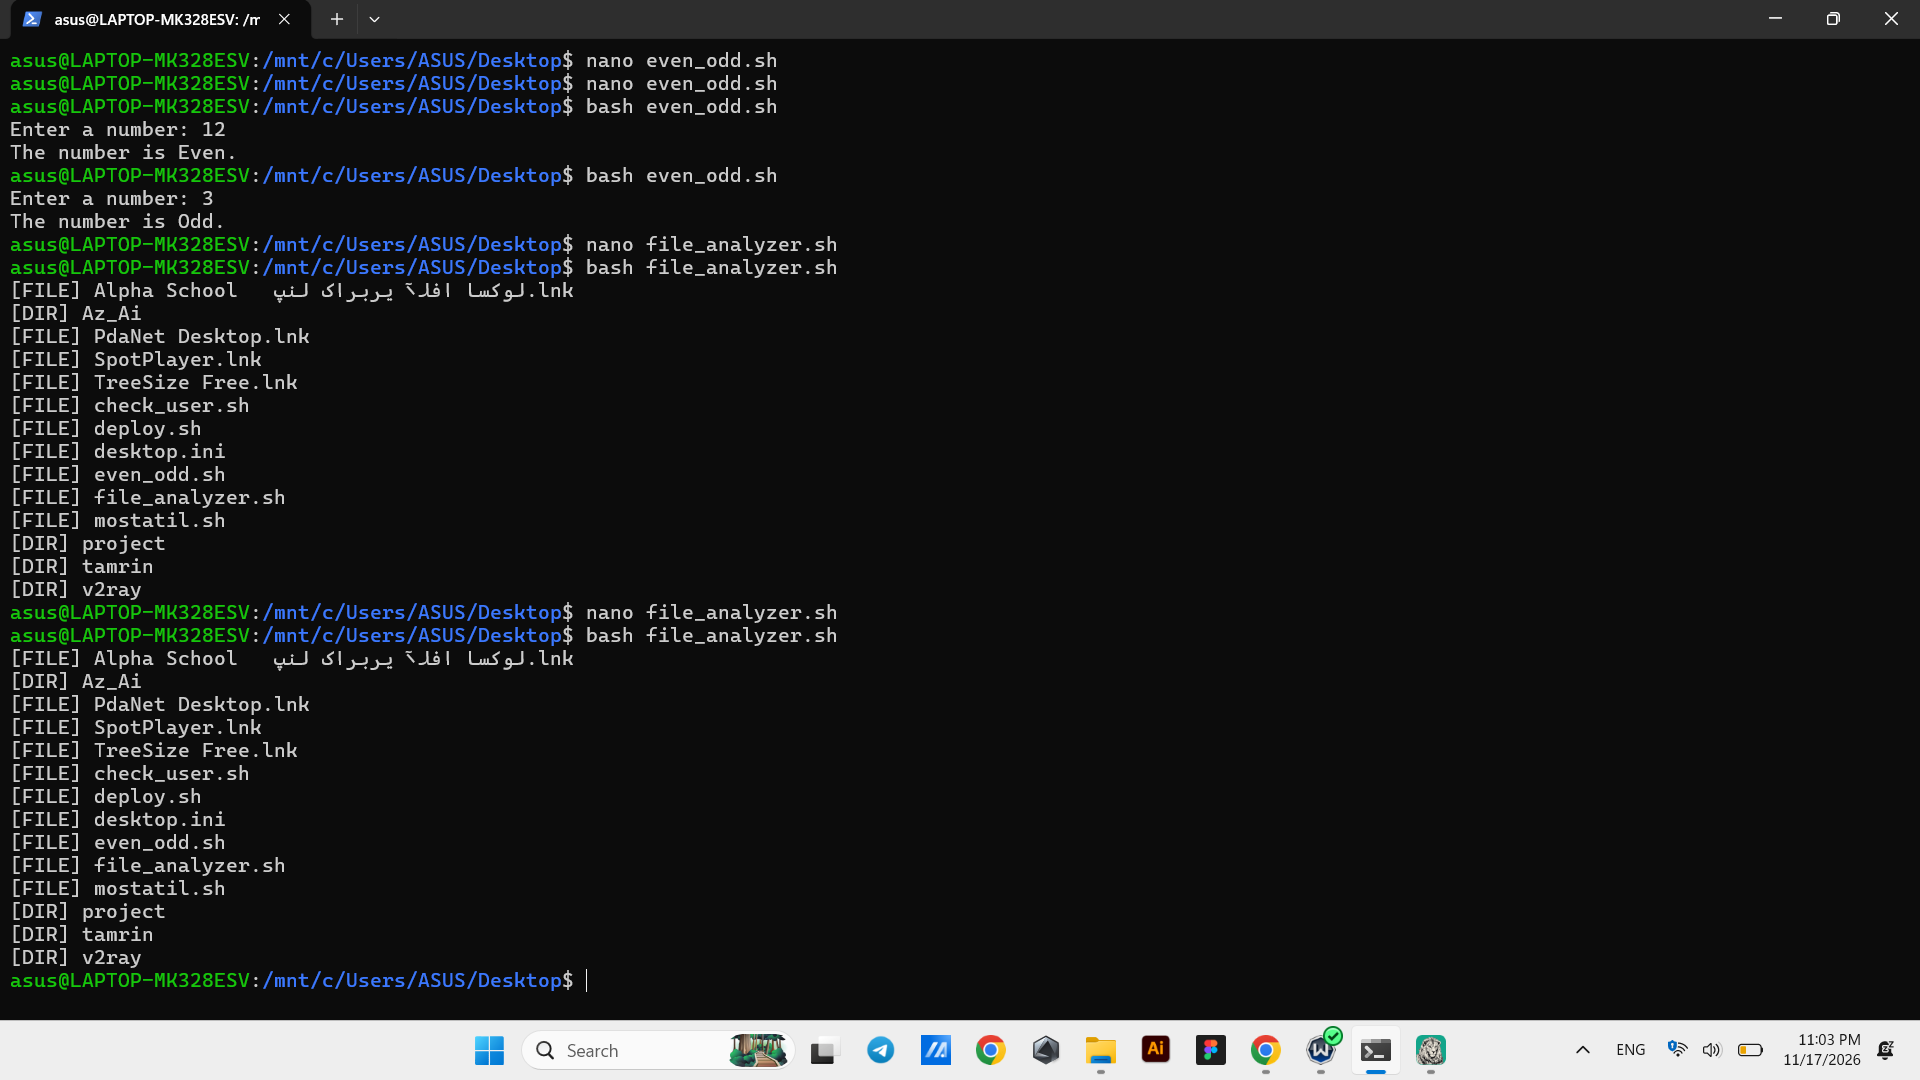 asus@LAPTOP-MK328ESV: /m
asus@LAPTOP-MK328ESV:/mnt/c/Users/ASUS/Desktop$ nano even_odd.sh
asus@LAPTOP-MK328ESV:/mnt/c/Users/ASUS/Desktop$ nano even_odd.sh
asus@LAPTOP-MK328ESV:/mnt/c/Users/ASUS/Desktop$ bash even_odd.sh
Enter a number: 12
The number is Even.
asus@LAPTOP-MK328ESV:/mnt/c/Users/ASUS/Desktop$ bash even_odd.sh
Enter a number: 3
The number is Odd.
asus@LAPTOP-MK328ESV:/mnt/c/Users/ASUS/Desktop$ nano file_analyzer.sh
asus@LAPTOP-MK328ESV:/mnt/c/Users/ASUS/Desktop$ bash file_analyzer.sh
[FILE] Alpha School پنل کاربری آلفا اسکول.lnk
[DIR] Az_Ai
[FILE] PdaNet Desktop.lnk
[FILE] SpotPlayer.lnk
[FILE] TreeSize Free.lnk
[FILE] check_user.sh
[FILE] deploy.sh
[FILE] desktop.ini
[FILE] even_odd.sh
[FILE] file_analyzer.sh
[FILE] mostatil.sh
[DIR] project
[DIR] tamrin
[DIR] v2ray
asus@LAPTOP-MK328ESV:/mnt/c/Users/ASUS/Desktop$ nano file_analyzer.sh
asus@LAPTOP-MK328ESV:/mnt/c/Users/ASUS/Desktop$ bash file_analyzer.sh
[FILE] Alpha School پنل کاربری آلفا اسکول.lnk
[DIR] Az_Ai
[FILE] PdaNet Desktop.lnk
[FILE] SpotPlayer.lnk
[FILE] TreeSize Free.lnk
[FILE] check_user.sh
[FILE] deploy.sh
[FILE] desktop.ini
[FILE] even_odd.sh
[FILE] file_analyzer.sh
[FILE] mostatil.sh
[DIR] project
[DIR] tamrin
[DIR] v2ray
asus@LAPTOP-MK328ESV:/mnt/c/Users/ASUS/Desktop$
Search
Ai
W
ENG
11:03 PM
11/17/2026